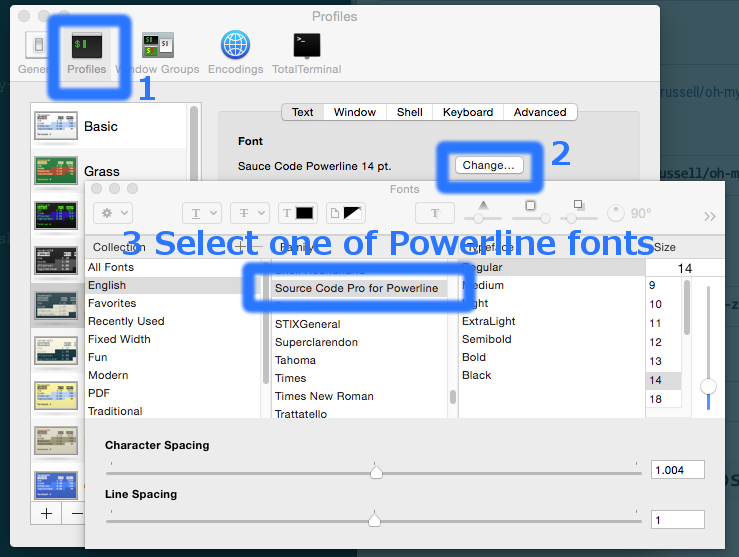 Profiles
Profiles
Window Groups
Encodings
TotalTerminal
1
russell/oh-my
Text
Window
Shell
Keyboard
Advanced
Basic
Font
Sauce Code Powerline 14 pt.
Change...
2
Grass
ussell/oh-my
Fonts
T
T
T
T
90°
3 Select one of Powerline fonts
Collection
Family
Typeface
Size
All Fonts
English
Favorites
Recently Used
Fixed Width
Fun
Modern
PDF
Traditional
Source Code Pro for Powerline
STIXGeneral
Superclarendon
Tahoma
Times
Times New Roman
Trattatello
Regular
Medium
Light
ExtraLight
Semibold
Bold
Black
14
9
10
11
12
13
14
18
Character Spacing
1.004
Line Spacing
1
+
−